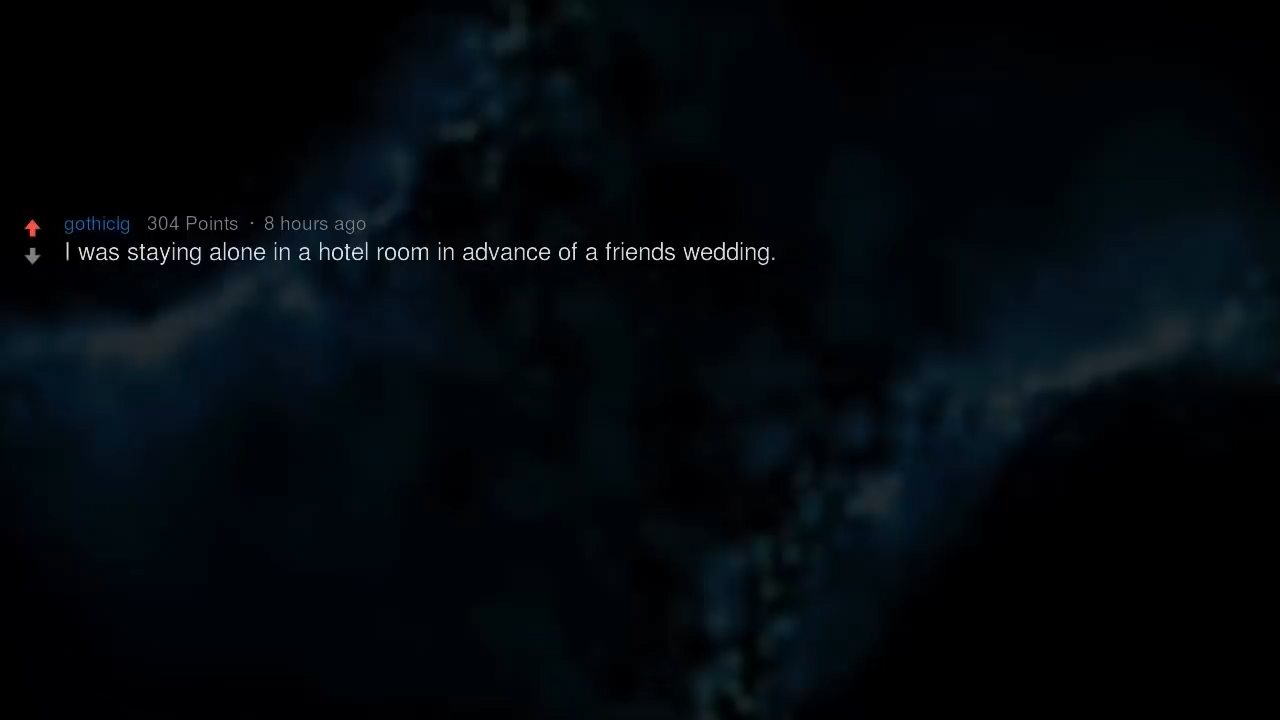 gothiclg 304 Points · 8 hours ago
I was staying alone in a hotel room in advance of a friends wedding.